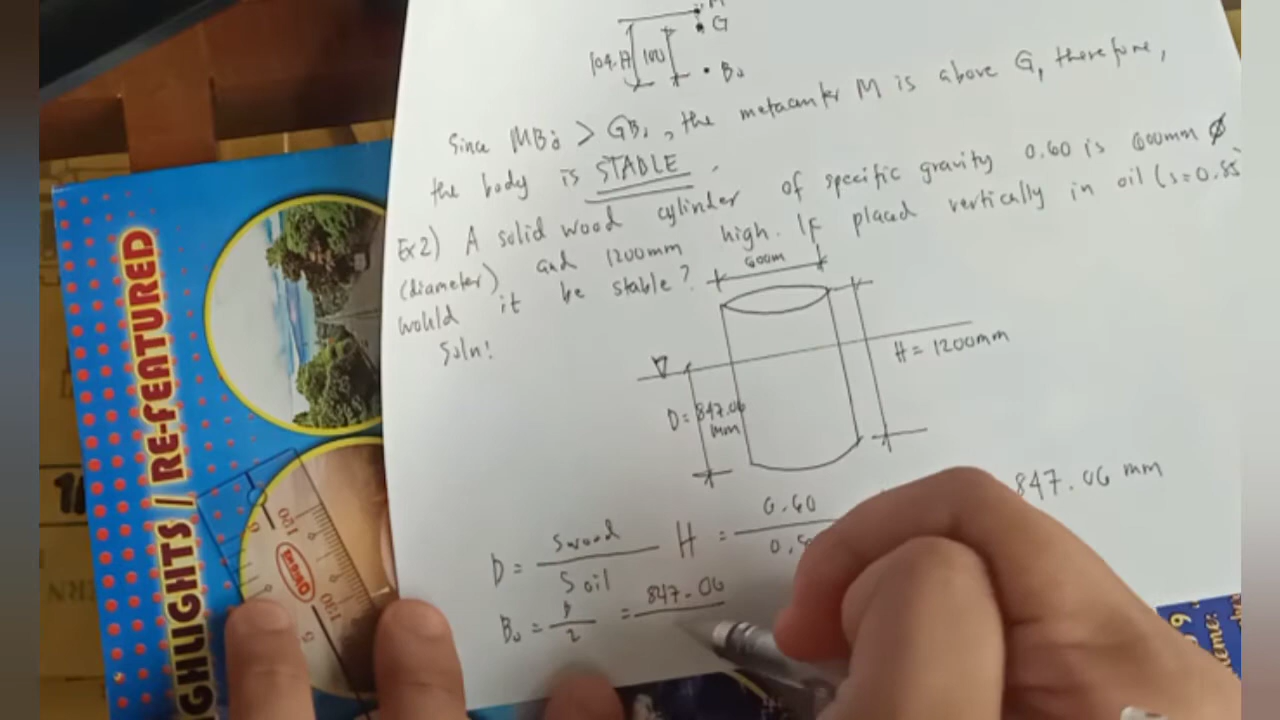 M
G
104.17
100
B₀
Since MB₀ > GB₀, the metacenter M is above G, therefore,
the body is STABLE.
Ex2) A solid wood cylinder of specific gravity 0.60 is 600mm ϕ
(diameter) and 1200mm high. If placed vertically in oil (s=0.85
would it be stable?
Soln:
600m
H = 1200mm
D = 847.06
mm
D = Swood / Soil H = 0.60 / 847.06 mm
B₀ = D/2 = 847.06
HIGHLIGHTS / RE-FEATURED